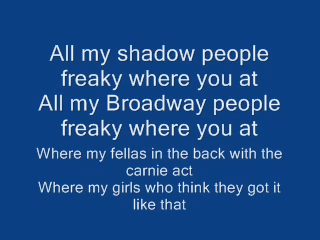 All my shadow people
freaky where you at
All my Broadway people
freaky where you at
Where my fellas in the back with the
carnie act
Where my girls who think they got it
like that